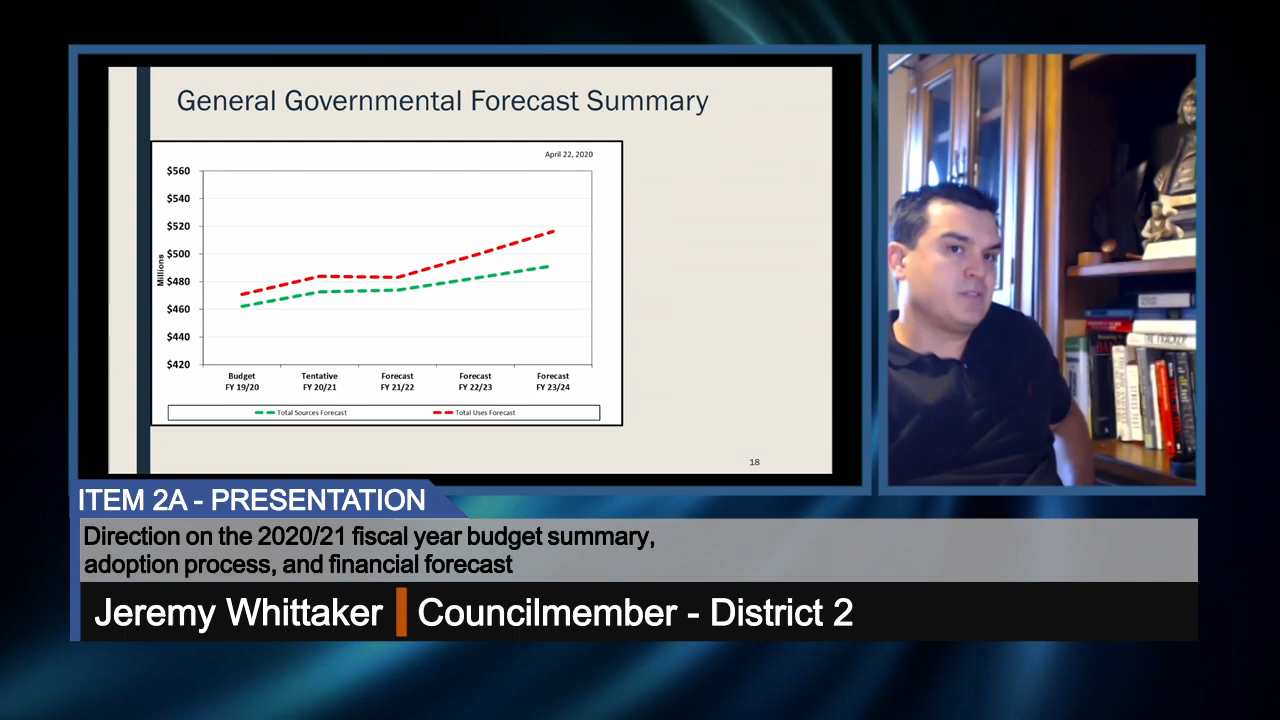 General Governmental Forecast Summary
April 22, 2020
$560
$540
$520
$500
$480
$460
$440
$420
Millions
Budget
FY 19/20
Tentative
FY 20/21
Forecast
FY 21/22
Forecast
FY 22/23
Forecast
FY 23/24
Total Sources Forecast
Total Uses Forecast
18
ITEM 2A - PRESENTATION
Direction on the 2020/21 fiscal year budget summary,
adoption process, and financial forecast
Jeremy Whittaker
Councilmember - District 2